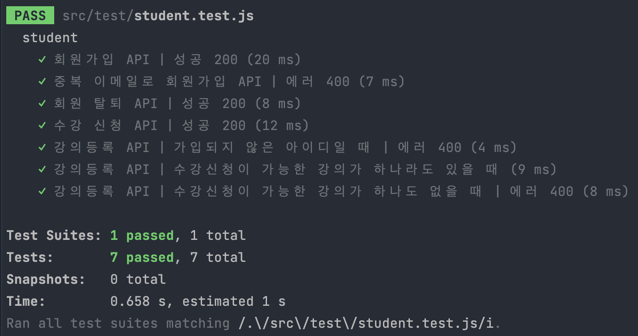 PASS src/test/student.test.js
student
✓ 회원가입 API | 성공 200 (20 ms)
✓ 중복 이메일로 회원가입 API | 에러 400 (7 ms)
✓ 회원 탈퇴 API | 성공 200 (8 ms)
✓ 수강 신청 API | 성공 200 (12 ms)
✓ 강의등록 API | 가입되지 않은 아이디일 때 | 에러 400 (4 ms)
✓ 강의등록 API | 수강신청이 가능한 강의가 하나라도 있을 때 (9 ms)
✓ 강의등록 API | 수강신청이 가능한 강의가 하나도 없을 때 | 에러 400 (8 ms)
Test Suites: 1 passed, 1 total
Tests: 7 passed, 7 total
Snapshots: 0 total
Time: 0.658 s, estimated 1 s
Ran all test suites matching /.\/src\/test\/student.test.js/i.